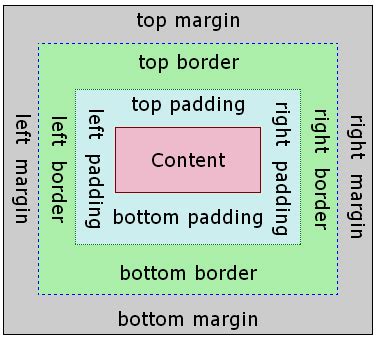 top margin
top border
top padding
left margin
left border
left padding
Content
right padding
right border
right margin
bottom padding
bottom border
bottom margin